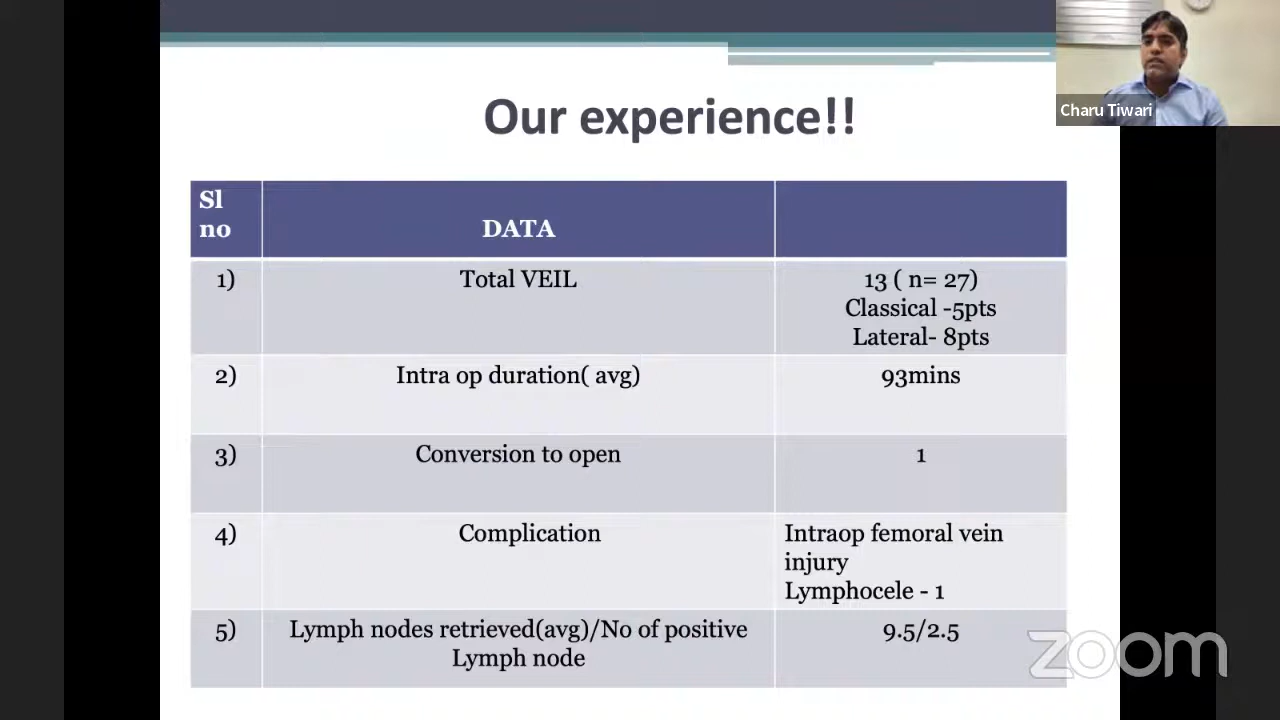 Charu Tiwari
Our experience!!
Sl
no
DATA
1)
Total VEIL
13 ( n= 27)
Classical -5pts
Lateral- 8pts
2)
Intra op duration( avg)
93mins
3)
Conversion to open
1
4)
Complication
Intraop femoral vein
injury
Lymphocele - 1
5)
Lymph nodes retrieved(avg)/No of positive
Lymph node
9.5/2.5
zoom